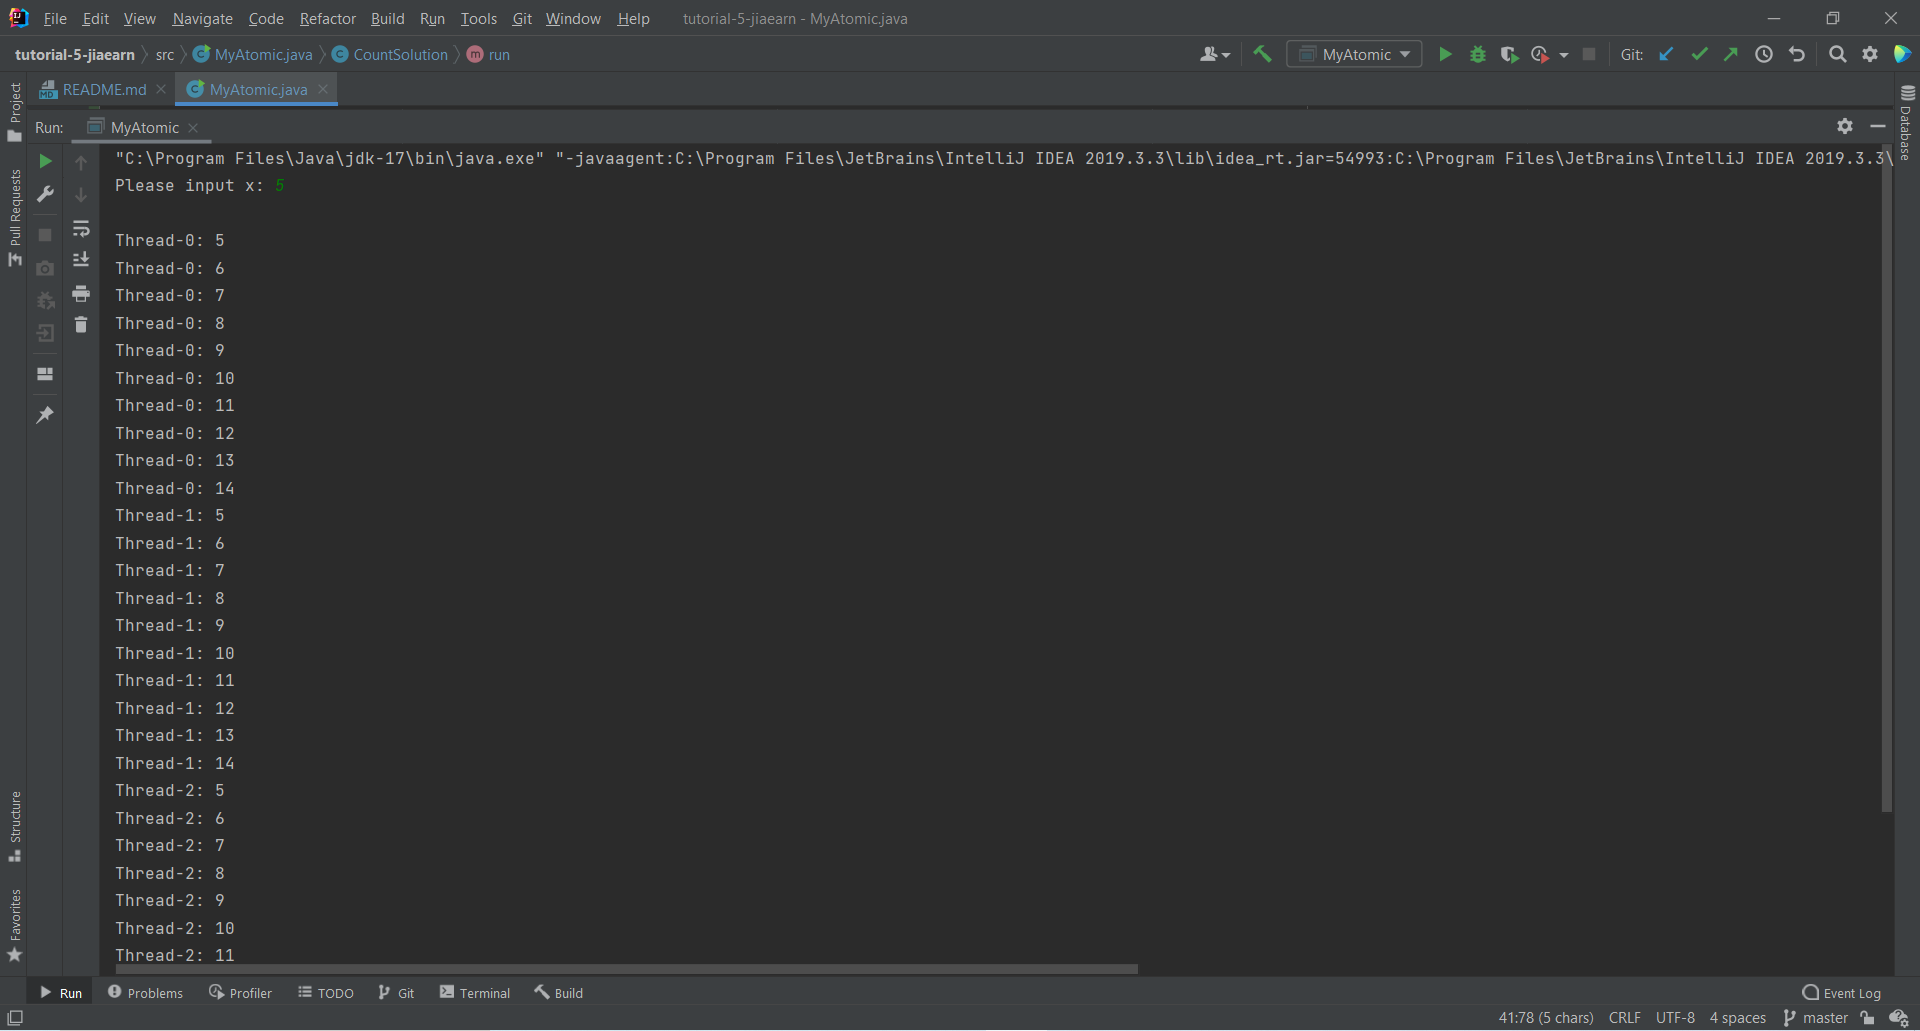 File Edit View Navigate Code Refactor Build Run Tools Git Window Help tutorial-5-jiaearn - MyAtomic.java
tutorial-5-jiaearn src MyAtomic.java CountSolution run MyAtomic Git:
README.md MyAtomic.java
Run: MyAtomic
"C:\Program Files\Java\jdk-17\bin\java.exe" "-javaagent:C:\Program Files\JetBrains\IntelliJ IDEA 2019.3.3\lib\idea_rt.jar=54993:C:\Program Files\JetBrains\IntelliJ IDEA 2019.3.3\
Please input x: 5
Thread-0: 5
Thread-0: 6
Thread-0: 7
Thread-0: 8
Thread-0: 9
Thread-0: 10
Thread-0: 11
Thread-0: 12
Thread-0: 13
Thread-0: 14
Thread-1: 5
Thread-1: 6
Thread-1: 7
Thread-1: 8
Thread-1: 9
Thread-1: 10
Thread-1: 11
Thread-1: 12
Thread-1: 13
Thread-1: 14
Thread-2: 5
Thread-2: 6
Thread-2: 7
Thread-2: 8
Thread-2: 9
Thread-2: 10
Thread-2: 11
Project
Pull Requests
Structure
Favorites
Database
Run Problems Profiler TODO Git Terminal Build Event Log
41:78 (5 chars) CRLF UTF-8 4 spaces master